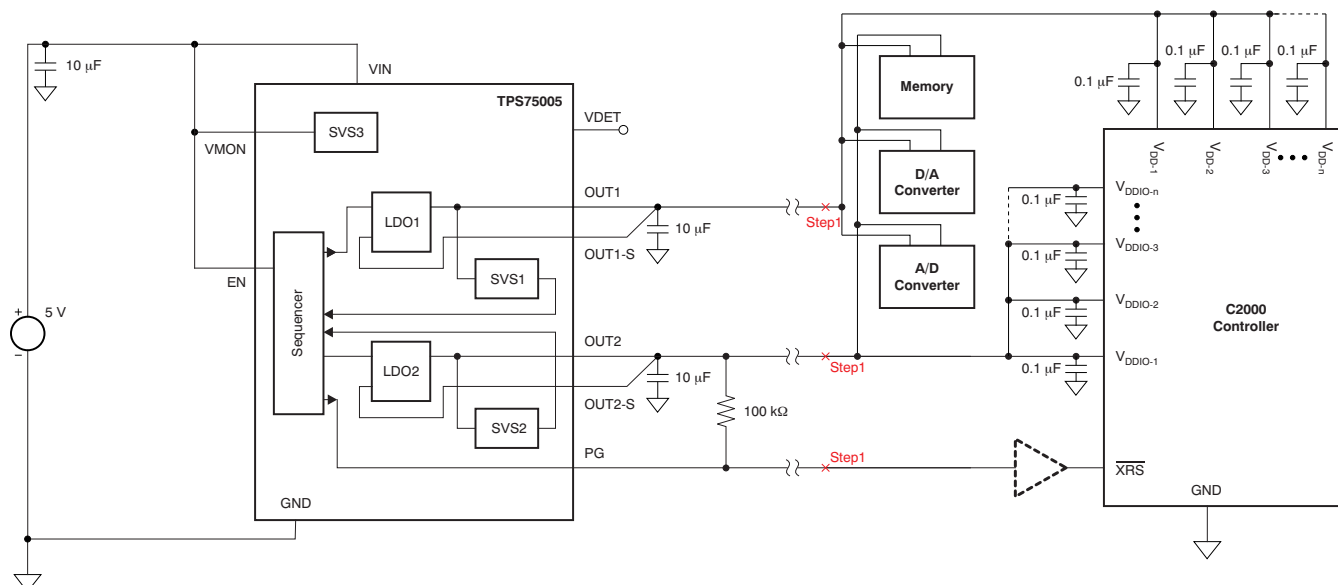 10 µF
VIN
TPS75005
SVS3
VMON
VDET
5 V
+
−
EN
Sequencer
LDO1
OUT1
10 µF
OUT1-S
SVS1
LDO2
OUT2
10 µF
OUT2-S
SVS2
100 kΩ
PG
GND
Step1
Step1
Step1
Memory
D/A
Converter
A/D
Converter
0.1 µF
0.1 µF
0.1 µF
0.1 µF
VDD-1
VDD-2
VDD-3
VDD-n
VDDIO-n
0.1 µF
VDDIO-3
0.1 µF
VDDIO-2
0.1 µF
VDDIO-1
0.1 µF
C2000
Controller
XRS
GND